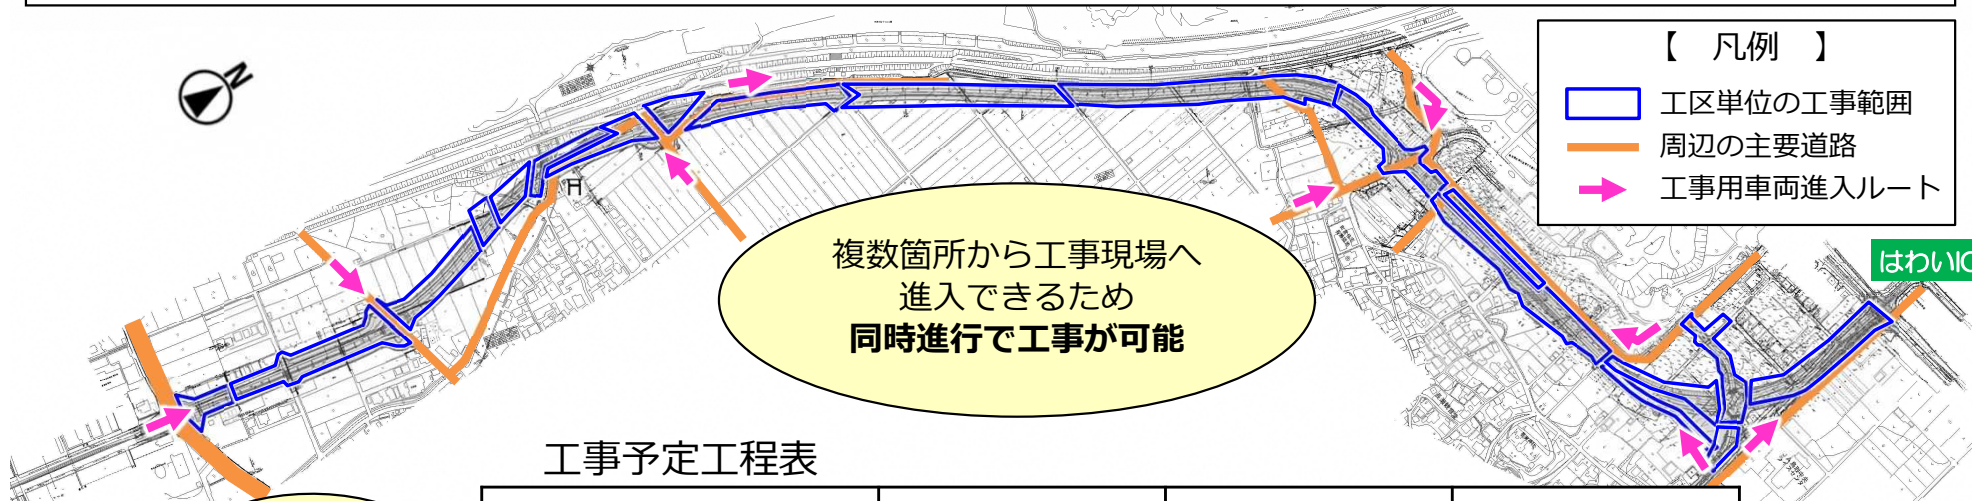 N
【　凡例　】
工区単位の工事範囲
周辺の主要道路
工事用車両進入ルート
はわいIC
複数箇所から工事現場へ
進入できるため
同時進行で工事が可能
工事予定工程表